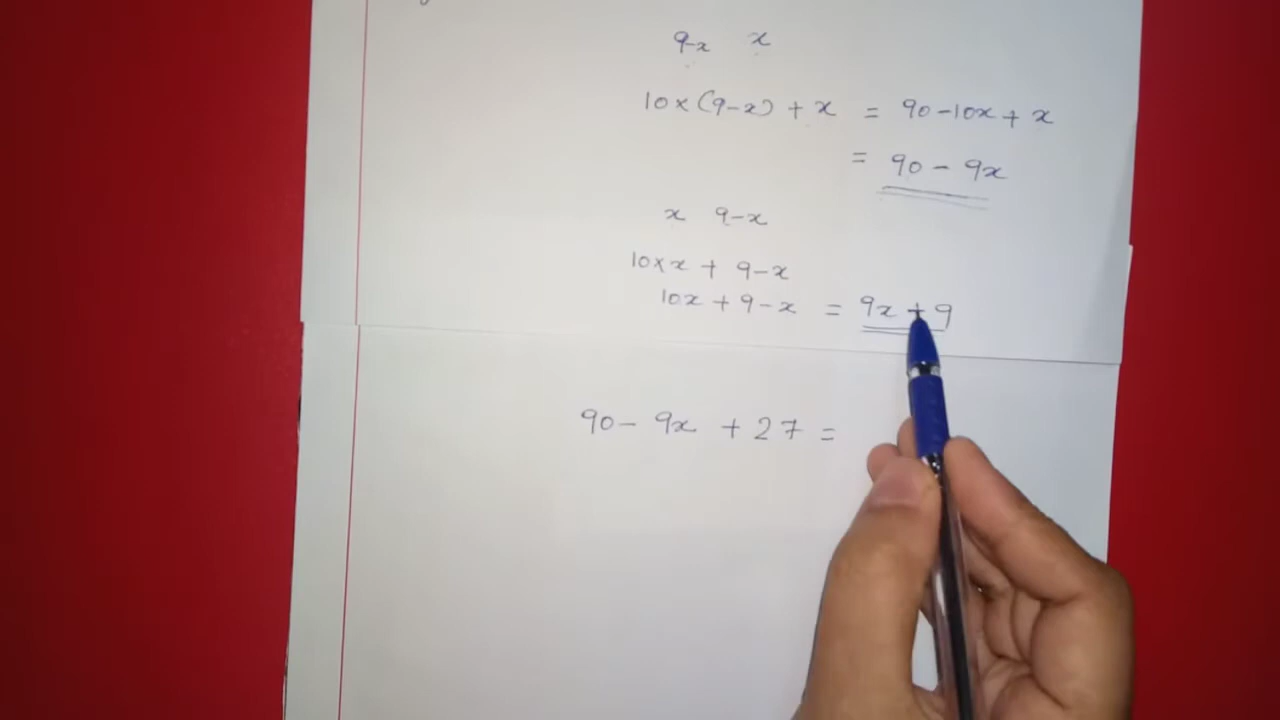 9-x x
10×(9-x) + x = 90-10x + x
= 90 - 9x
x 9-x
10×x + 9-x
10x + 9-x = 9x + 9
90 - 9x + 27 =